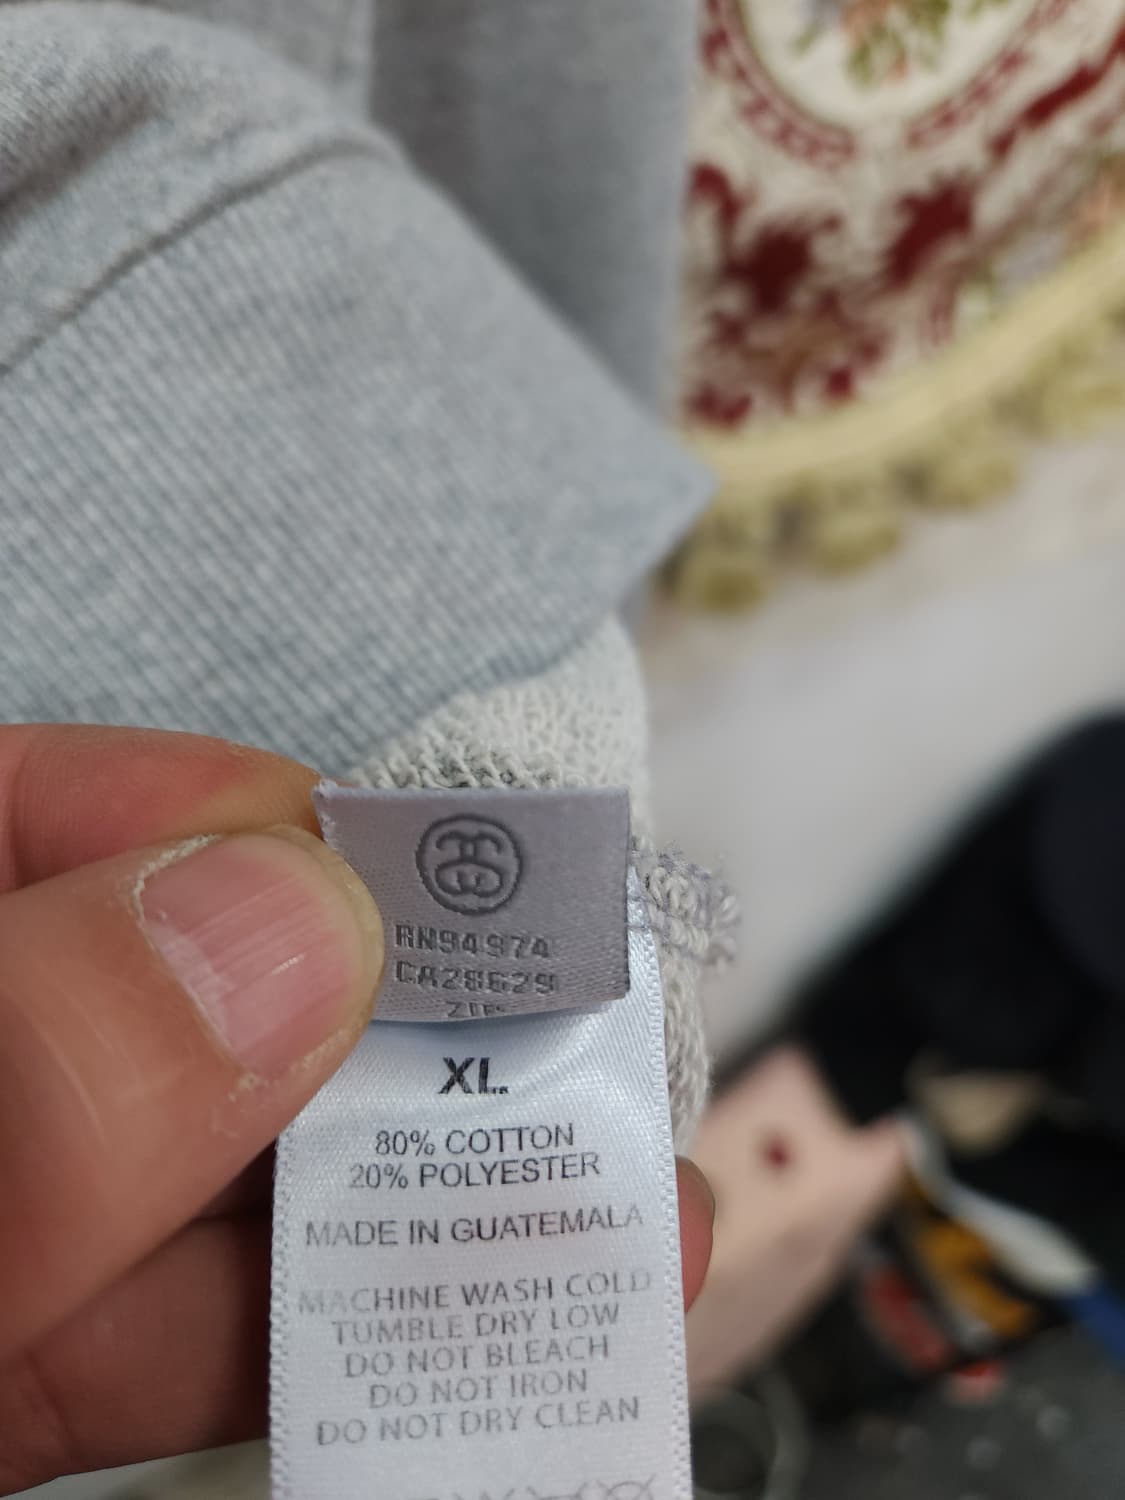 RN94974
CA28629
XL
80% COTTON
20% POLYESTER
MADE IN GUATEMALA
MACHINE WASH COLD
TUMBLE DRY LOW
DO NOT BLEACH
DO NOT IRON
DO NOT DRY CLEAN